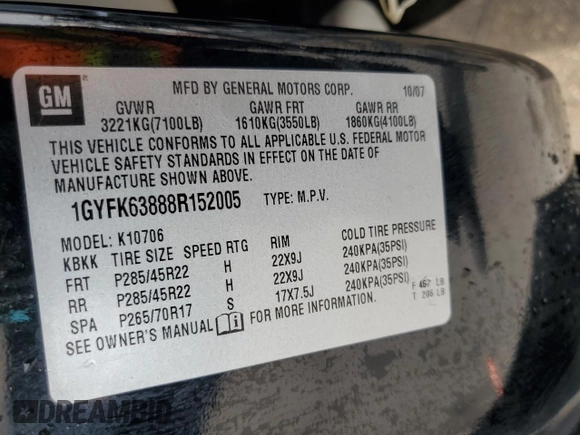 GM
MFD BY GENERAL MOTORS CORP. 10/07
GVWR GAWR FRT GAWR RR
3221KG(7100LB) 1610KG(3550LB) 1860KG(4100LB)
THIS VEHICLE CONFORMS TO ALL APPLICABLE U.S. FEDERAL MOTOR
VEHICLE SAFETY STANDARDS IN EFFECT ON THE DATE OF
MANUFACTURE SHOWN ABOVE.
1GYFK63888R152005 TYPE: M.P.V.
MODEL: K10706
KBKK TIRE SIZE SPEED RTG RIM COLD TIRE PRESSURE
FRT P285/45R22 H 22X9J 240KPA(35PSI)
RR P285/45R22 H 22X9J 240KPA(35PSI)
SPA P265/70R17 S 17X7.5J 240KPA(35PSI)
SEE OWNER'S MANUAL FOR MORE INFORMATION.
F 467 LB
T 206 LB
DREAMBID